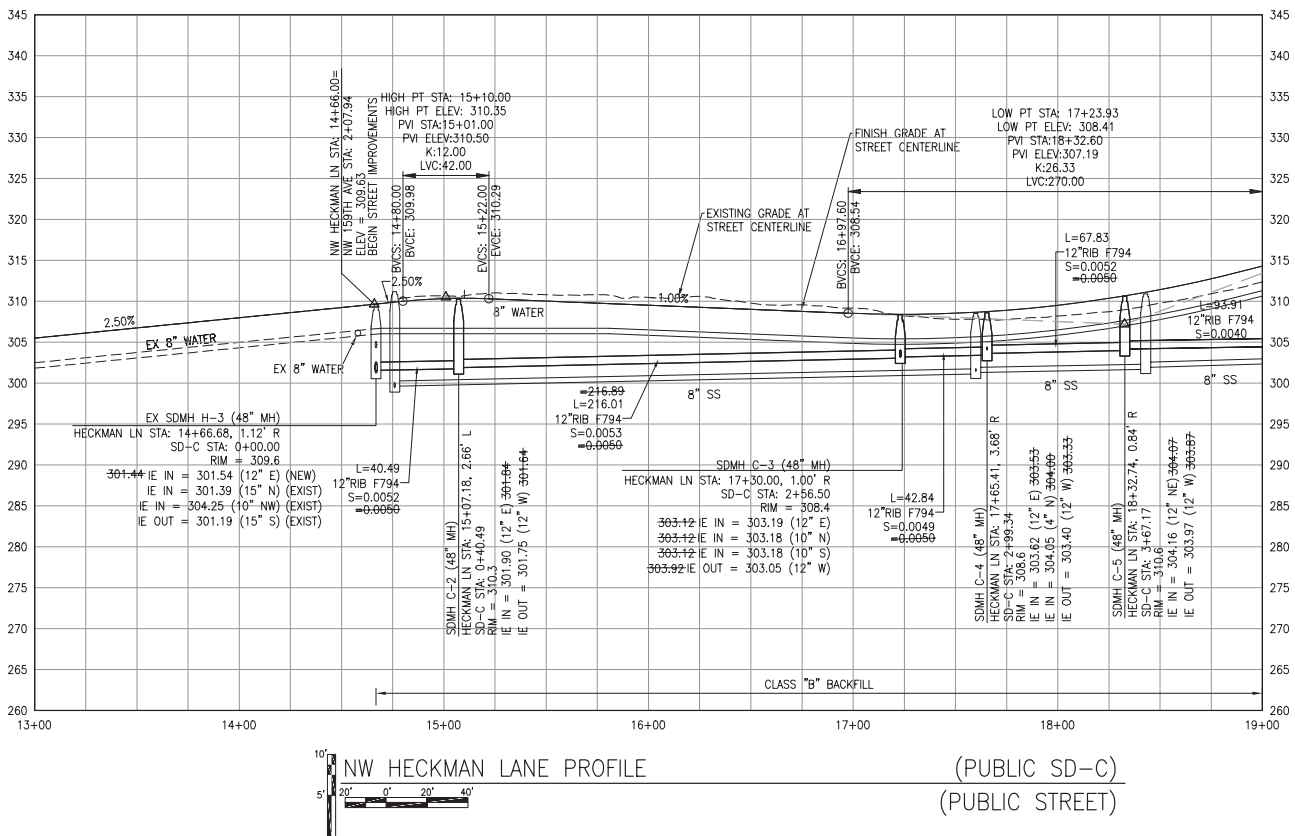 345
340
335
330
325
320
315
310
305
300
295
290
285
280
275
270
265
260
345
340
335
330
325
320
315
310
305
300
295
290
285
280
275
270
265
260
NW HECKMAN LN STA: 14+66.00=
NW 159TH AVE STA: 2+07.94
ELEV = 309.63
BEGIN STREET IMPROVEMENTS
HIGH PT STA: 15+10.00
HIGH PT ELEV: 310.35
PVI STA:15+01.00
PVI ELEV:310.50
K:12.00
LVC:42.00
BVCS: 14+80.00
BVCE: 309.98
EVCS: 15+22.00
EVCE: 310.29
LOW PT STA: 17+23.93
LOW PT ELEV: 308.41
PVI STA:18+32.60
PVI ELEV:307.19
K:26.33
LVC:270.00
FINISH GRADE AT
STREET CENTERLINE
EXISTING GRADE AT
STREET CENTERLINE
BVCS: 16+97.60
BVCE: 308.54
2.50%
2.50%
1.00%
8" WATER
EX 8" WATER
EX 8" WATER
L=67.83
12"RIB F794
S=0.0052
=0.0050
L=93.91
12"RIB F794
S=0.0040
8" SS
8" SS
8" SS
=216.89
L=216.01
12"RIB F794
S=0.0053
=0.0050
EX SDMH H-3 (48" MH)
HECKMAN LN STA: 14+66.68, 1.12' R
SD-C STA: 0+00.00
RIM = 309.6
301.44 IE IN = 301.54 (12" E) (NEW)
IE IN = 301.39 (15" N) (EXIST)
IE IN = 304.25 (10" NW) (EXIST)
IE OUT = 301.19 (15" S) (EXIST)
L=40.49
12"RIB F794
S=0.0052
=0.0050
SDMH C-2 (48" MH)
HECKMAN LN STA: 15+07.18, 2.66' L
SD-C STA: 0+40.49
RIM = 310.3
IE IN = 301.90 (12" E) 301.84
IE OUT = 301.75 (12" W) 301.64
SDMH C-3 (48" MH)
HECKMAN LN STA: 17+30.00, 1.00' R
SD-C STA: 2+56.50
RIM = 308.4
303.12 IE IN = 303.19 (12" E)
303.12 IE IN = 303.18 (10" N)
303.12 IE IN = 303.18 (10" S)
303.92 IE OUT = 303.05 (12" W)
L=42.84
12"RIB F794
S=0.0049
=0.0050
SDMH C-4 (48" MH)
HECKMAN LN STA: 17+65.41, 3.68' R
SD-C STA: 2+99.34
RIM = 308.6
IE IN = 303.62 (12" E) 303.53
IE IN = 304.05 (4" N) 304.00
IE OUT = 303.40 (12" W) 303.33
SDMH C-5 (48" MH)
HECKMAN LN STA: 18+32.74, 0.84' R
SD-C STA: 3+67.17
RIM = 310.6
IE IN = 304.16 (12" NE) 304.07
IE OUT = 303.97 (12" W) 303.87
CLASS "B" BACKFILL
13+00
14+00
15+00
16+00
17+00
18+00
19+00
10'
5'
20' 0' 20' 40'
NW HECKMAN LANE PROFILE (PUBLIC SD-C)
(PUBLIC STREET)